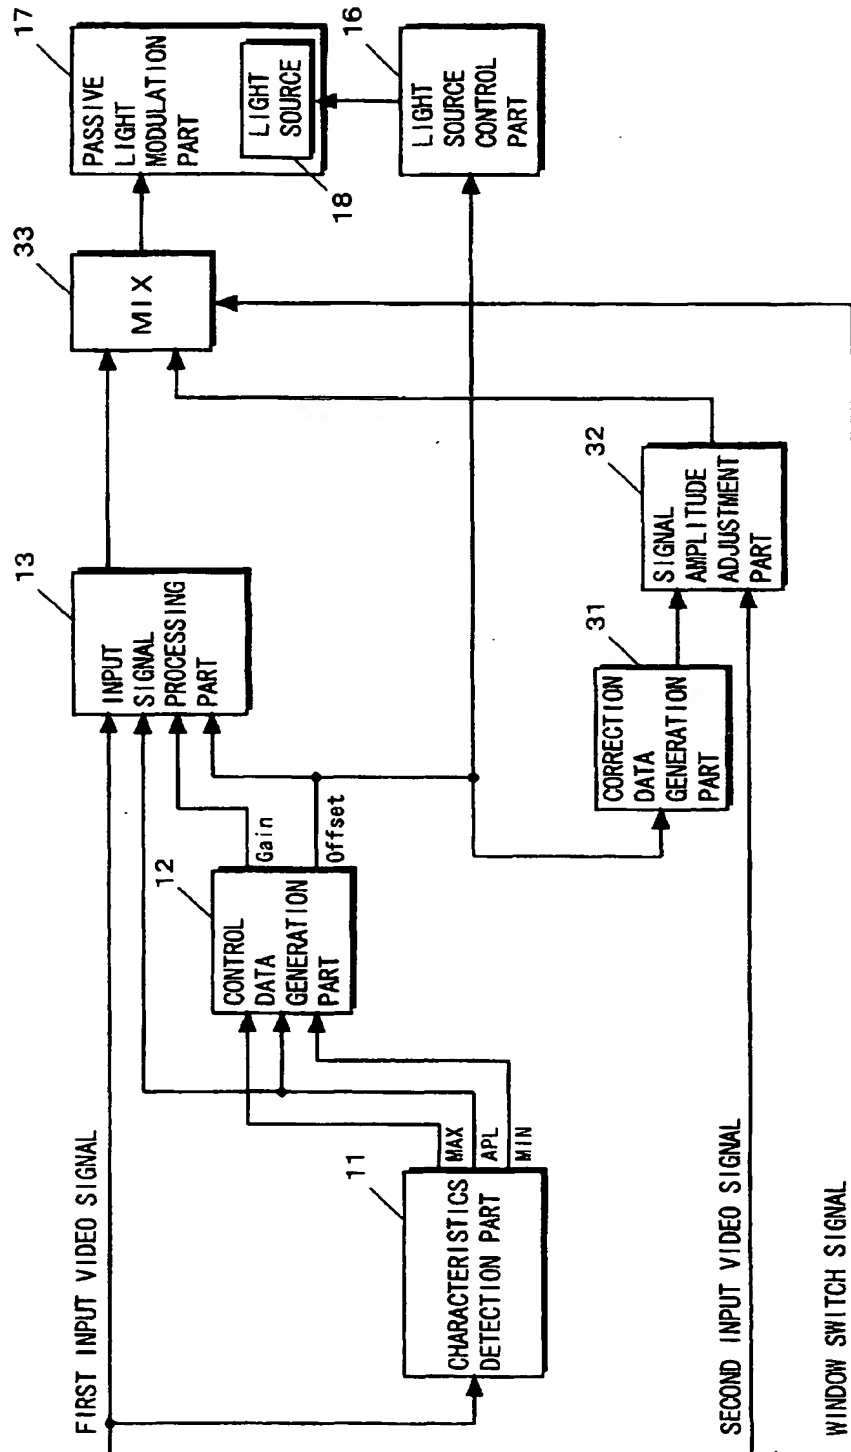 FIRST INPUT VIDEO SIGNAL
11
CHARACTERISTICS
DETECTION PART
MAX
APL
MIN
12
CONTROL
DATA
GENERATION
PART
Gain
Offset
13
INPUT
SIGNAL
PROCESSING
PART
33
MIX
17
PASSIVE
LIGHT
MODULATION
PART
LIGHT
SOURCE
18
16
LIGHT
SOURCE
CONTROL
PART
31
CORRECTION
DATA
GENERATION
PART
32
SIGNAL
AMPLITUDE
ADJUSTMENT
PART
SECOND INPUT VIDEO SIGNAL
WINDOW SWITCH SIGNAL